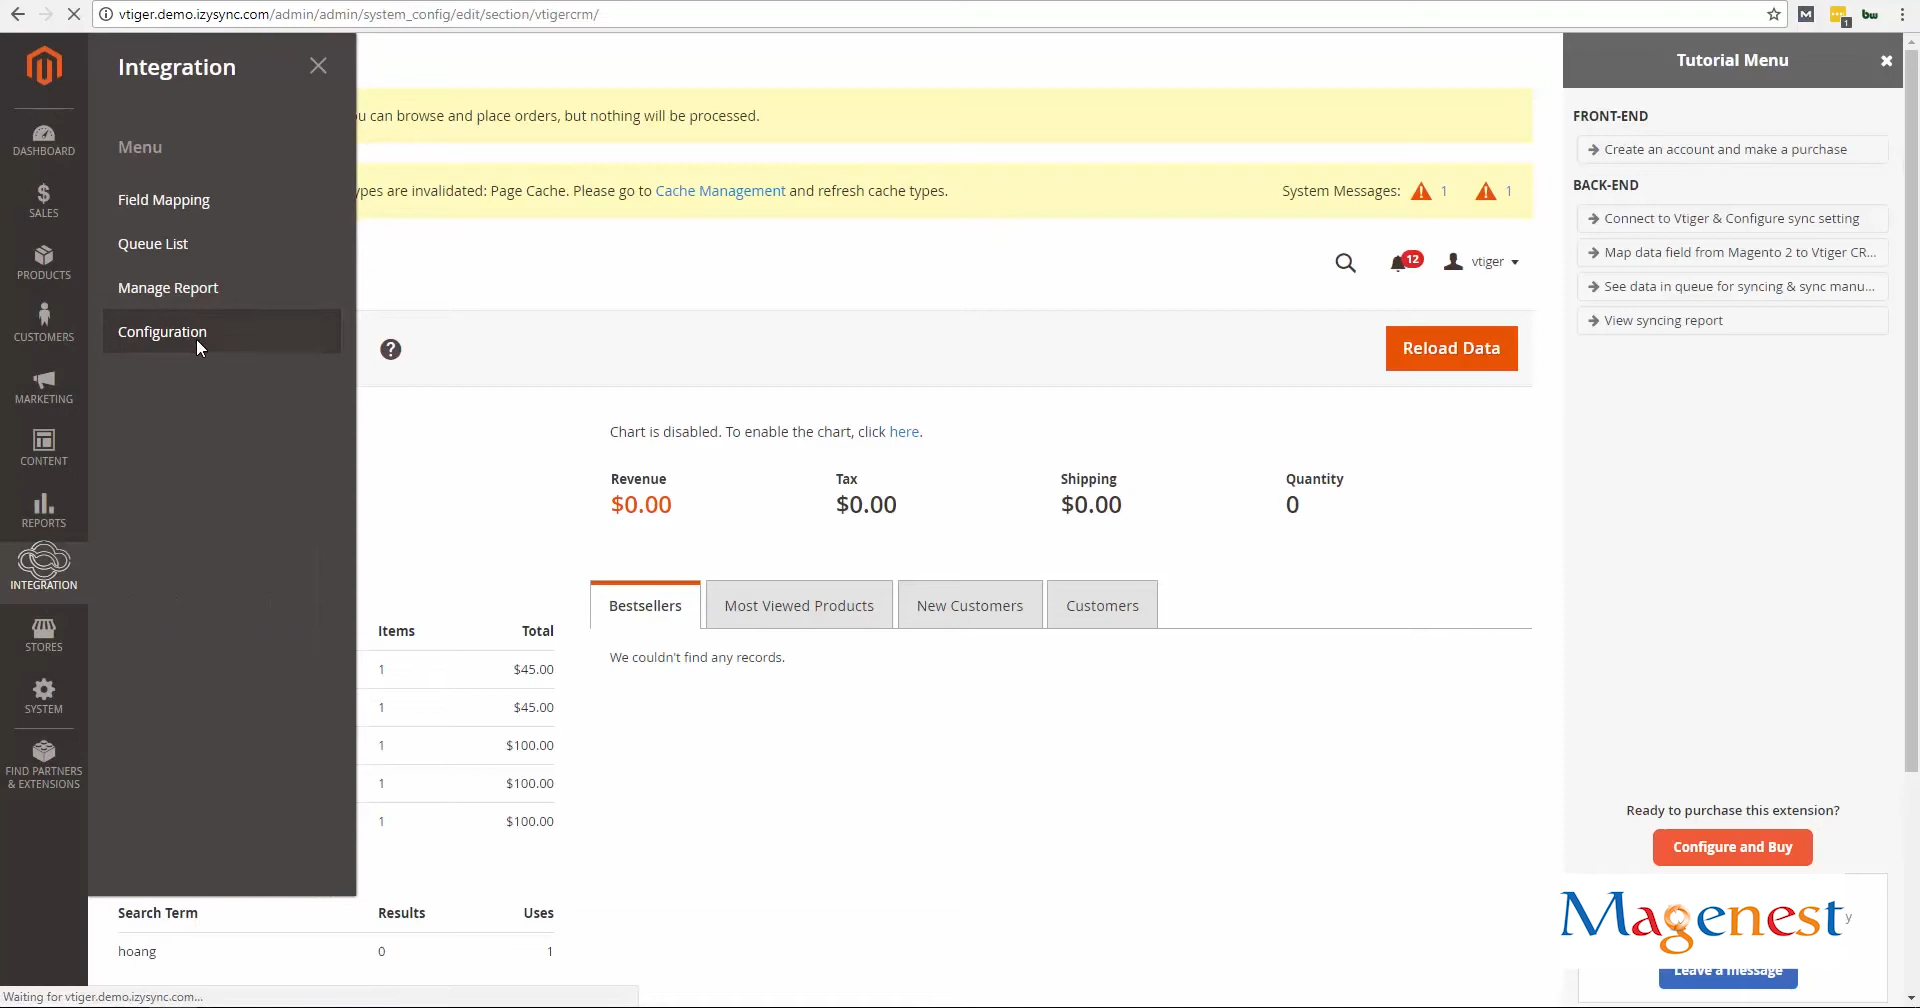 vtiger.demo.izysync.com/admin/admin/system_config/edit/section/vtigercrm/
M
1
bw
Integration
Menu
Field Mapping
Queue List
Manage Report
Configuration
DASHBOARD
SALES
PRODUCTS
CUSTOMERS
MARKETING
CONTENT
REPORTS
INTEGRATION
STORES
SYSTEM
FIND PARTNERS
& EXTENSIONS
can browse and place orders, but nothing will be processed.
are invalidated: Page Cache. Please go to Cache Management and refresh cache types.
System Messages: 1 1
12
vtiger
?
Reload Data
Chart is disabled. To enable the chart, click here.
Revenue Tax Shipping Quantity
$0.00 $0.00 $0.00 0
Bestsellers Most Viewed Products New Customers Customers
We couldn't find any records.
Items Total
1 $45.00
1 $45.00
1 $100.00
1 $100.00
1 $100.00
Search Term Results Uses
hoang 0 1
Waiting for vtiger.demo.izysync.com...
Tutorial Menu
FRONT-END
Create an account and make a purchase
BACK-END
Connect to Vtiger & Configure sync setting
Map data field from Magento 2 to Vtiger CR...
See data in queue for syncing & sync manu...
View syncing report
Ready to purchase this extension?
Configure and Buy
Magenest
y
Leave a message